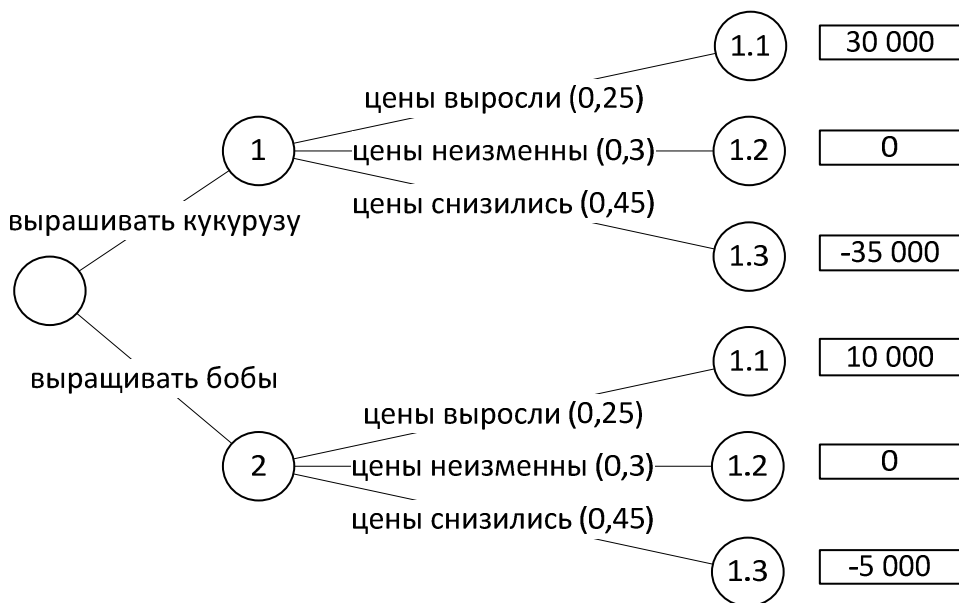 1.1 30 000
цены выросли (0,25)
1 цены неизменны (0,3) 1.2 0
цены снизились (0,45)
вырашивать кукурузу
1.3 -35 000
1.1 10 000
выращивать бобы
цены выросли (0,25)
2 цены неизменны (0,3) 1.2 0
цены снизились (0,45)
1.3 -5 000